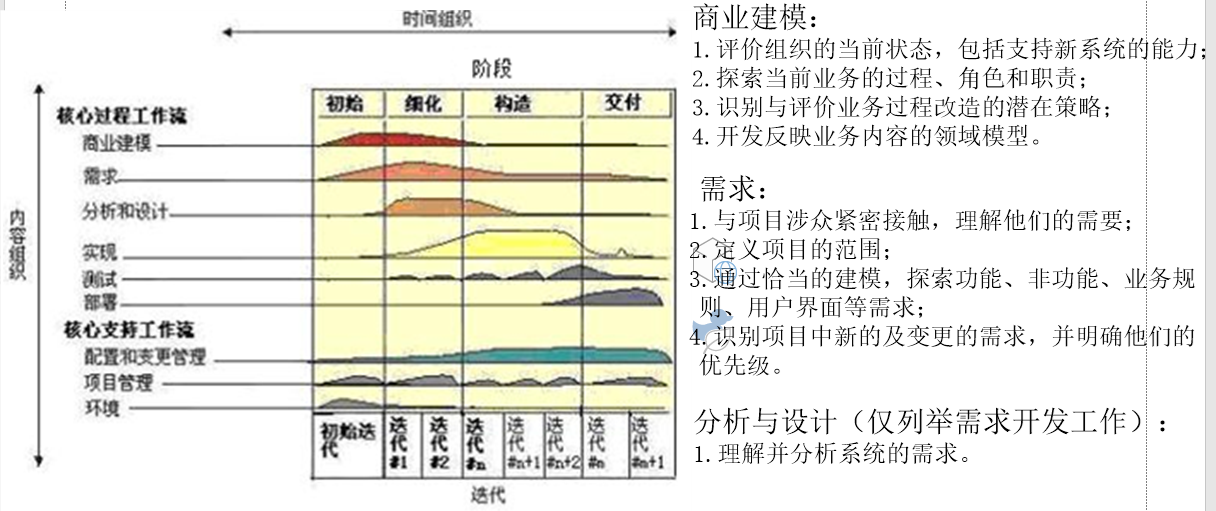 时间组织
阶段
初始 细化 构造 交付
核心过程工作流
商业建模
需求
分析和设计
实现
测试
部署
核心支持工作流
配置和变更管理
项目管理
环境
内容组织
初始迭代
迭代#1
迭代#2
迭代#n
迭代#n+1
迭代#n+2
迭代#n
迭代#n+1
迭代
商业建模：
1.评价组织的当前状态，包括支持新系统的能力；
2.探索当前业务的过程、角色和职责；
3.识别与评价业务过程改造的潜在策略；
4.开发反映业务内容的领域模型。
需求：
1.与项目涉众紧密接触，理解他们的需要；
2.定义项目的范围；
3.通过恰当的建模，探索功能、非功能、业务规
则、用户界面等需求；
4.识别项目中新的及变更的需求，并明确他们的
优先级。
分析与设计（仅列举需求开发工作）：
1.理解并分析系统的需求。